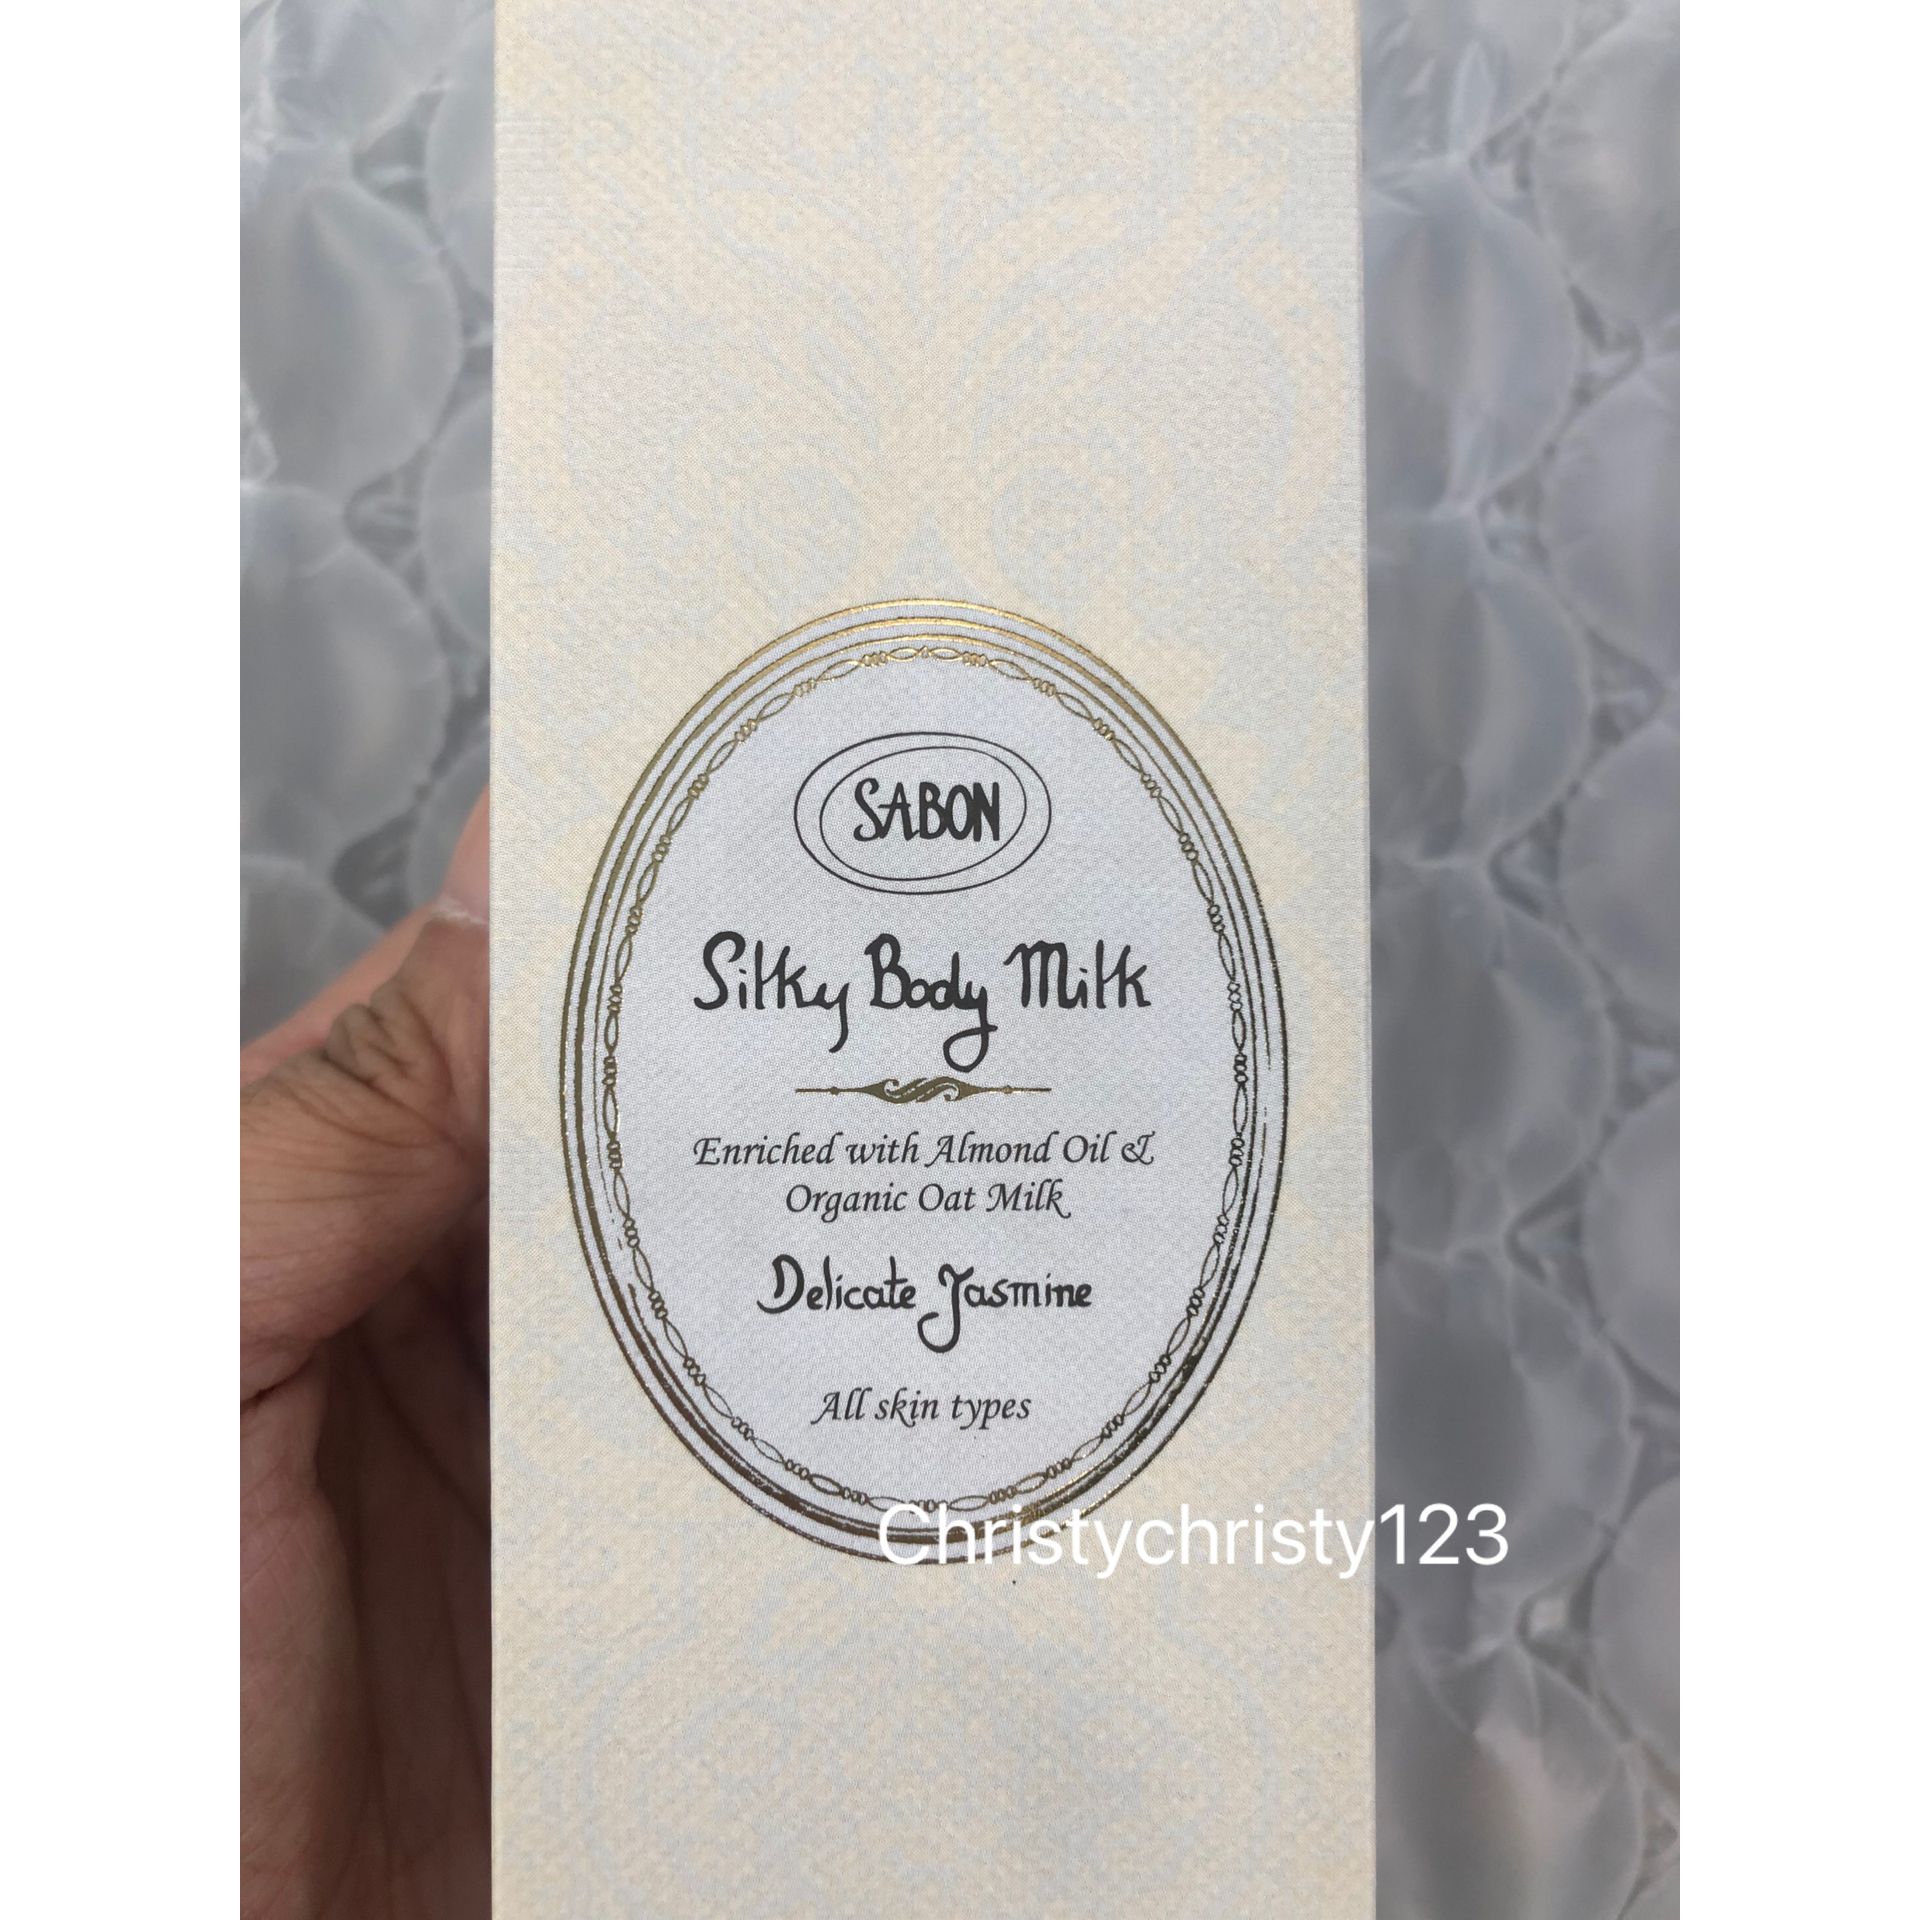 SABON
Silky Body Milk
Enriched with Almond Oil &
Organic Oat Milk
Delicate Jasmine
All skin types
Christychristy123